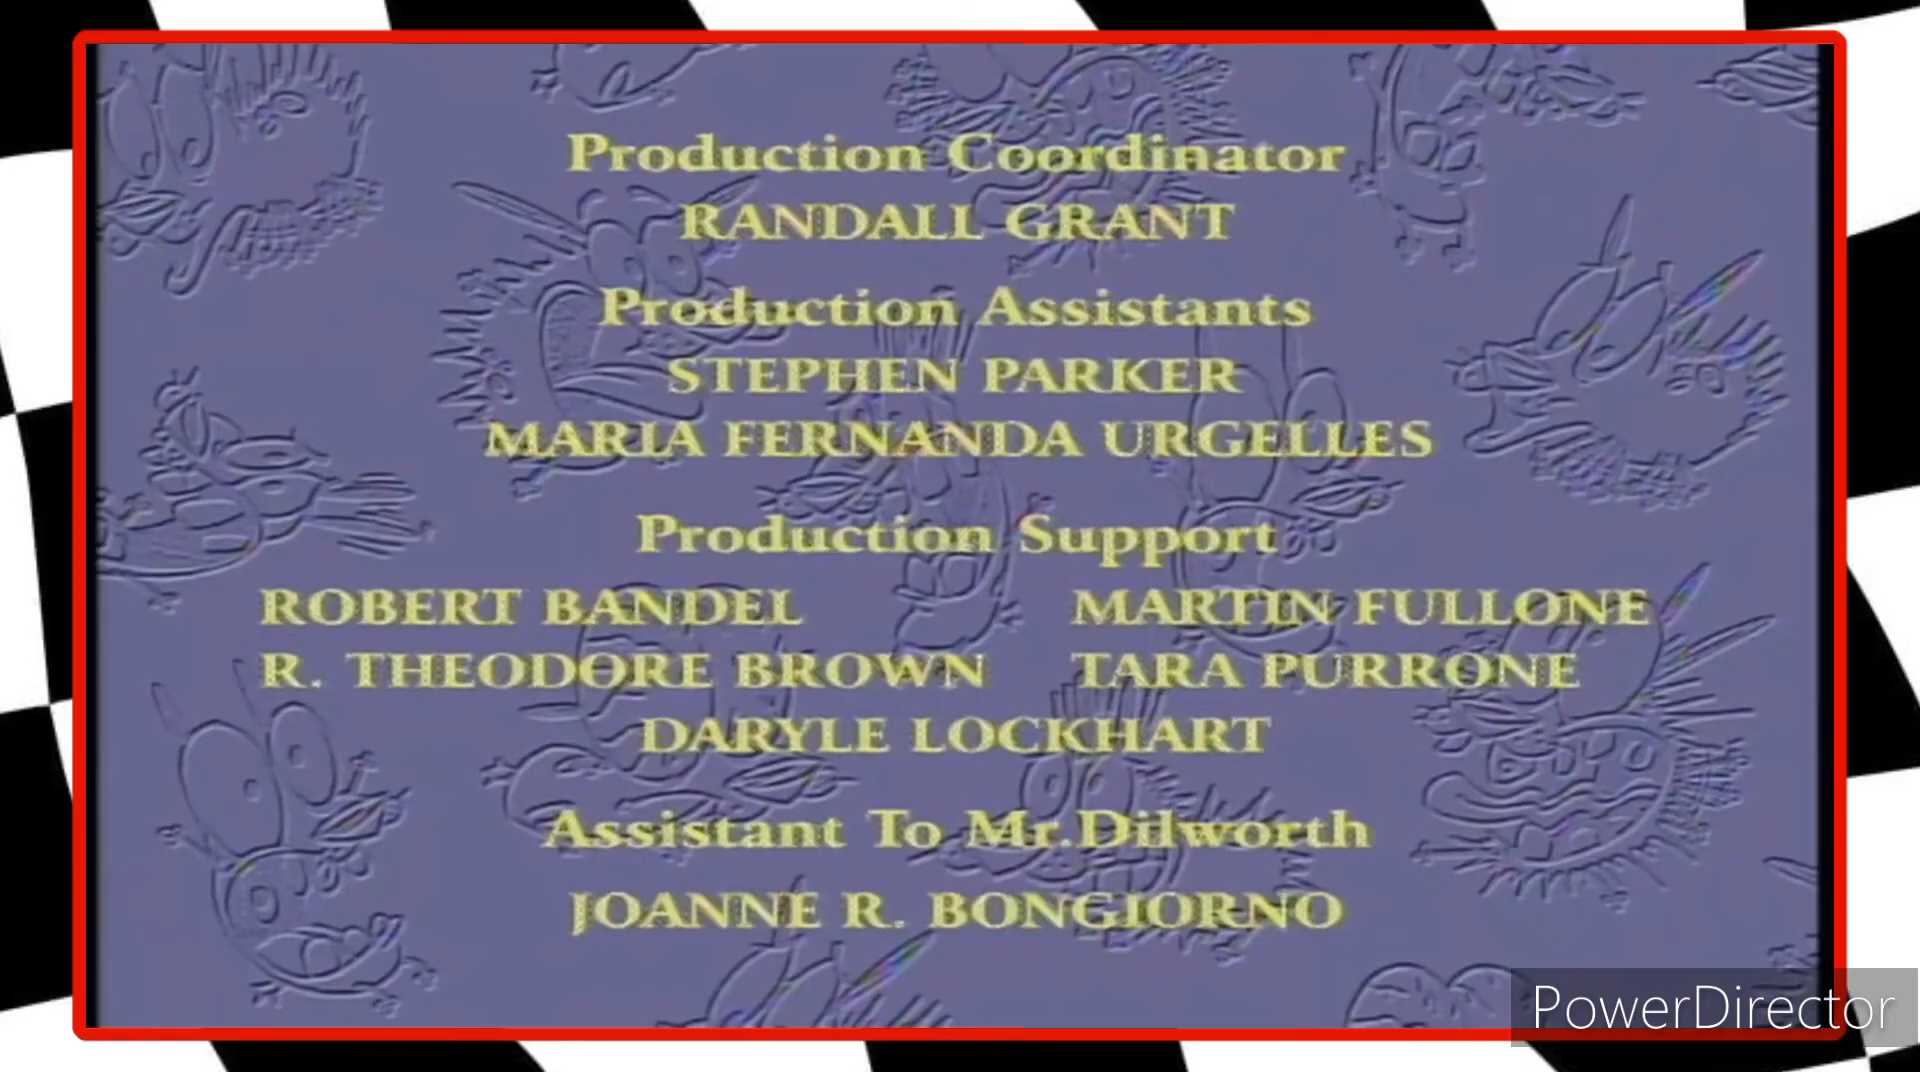 Production Coordinator
RANDALL GRANT
Production Assistants
STEPHEN PARKER
MARIA FERNANDA URGELLES
Production Support
ROBERT BANDEL MARTIN FULLONE
R. THEODORE BROWN TARA PURRONE
DARYLE LOCKHART
Assistant To Mr.Dilworth
JOANNE R. BONGIORNO
PowerDirector